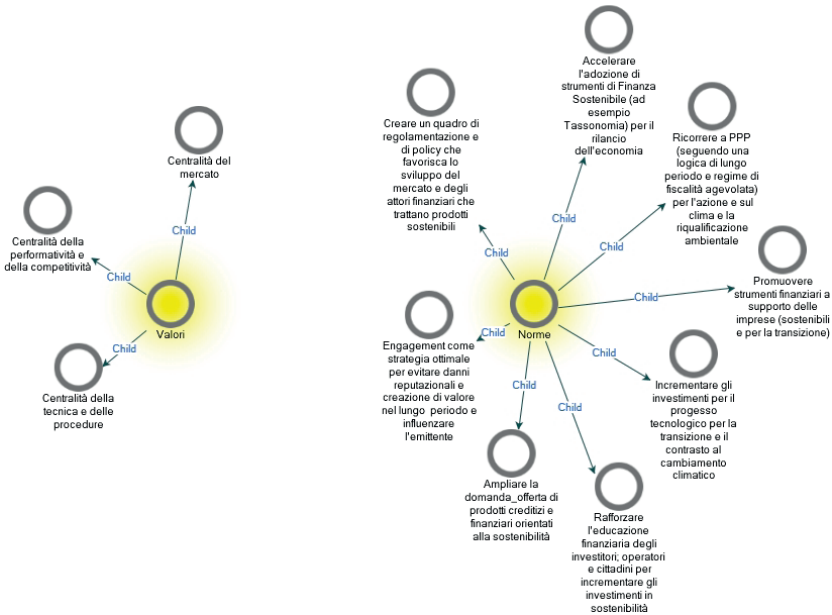 Centralità del
mercato
Child
Centralità della
performatività e
della competitività
Child
Valori
Child
Centralità della
tecnica e delle
procedure
Accelerare
l'adozione di
strumenti di Finanza
Sostenibile (ad
esempio
Tassonomia) per il
rilancio
dell'economia
Creare un quadro di
regolamentazione e
di policy che
favorisca lo
sviluppo del
mercato e degli
attori finanziari che
trattano prodotti
sostenibili
Ricorrere a PPP
(seguendo una
logica di lungo
periodo e regime di
fiscalità agevolata)
per l'azione e sul
clima e la
riqualificazione
ambientale
Child
Child
Child
Promuovere
strumenti finanziari a
supporto delle
imprese (sostenibili
e per la transizione)
Child
Norme
Child
Engagement come
strategia ottimale
per evitare danni
reputazionali e
creazione di valore
nel lungo periodo e
influenzare
l'emittente
Child
Incrementare gli
investimenti per il
progesso
tecnologico per la
transizione e il
contrasto al
cambiamento
climatico
Child
Child
Ampliare la
domanda_offerta di
prodotti creditizi e
finanziari orientati
alla sostenibilità
Rafforzare
l'educazione
finanziaria degli
investitori; operatori
e cittadini per
incrementare gli
investimenti in
sostenibilità